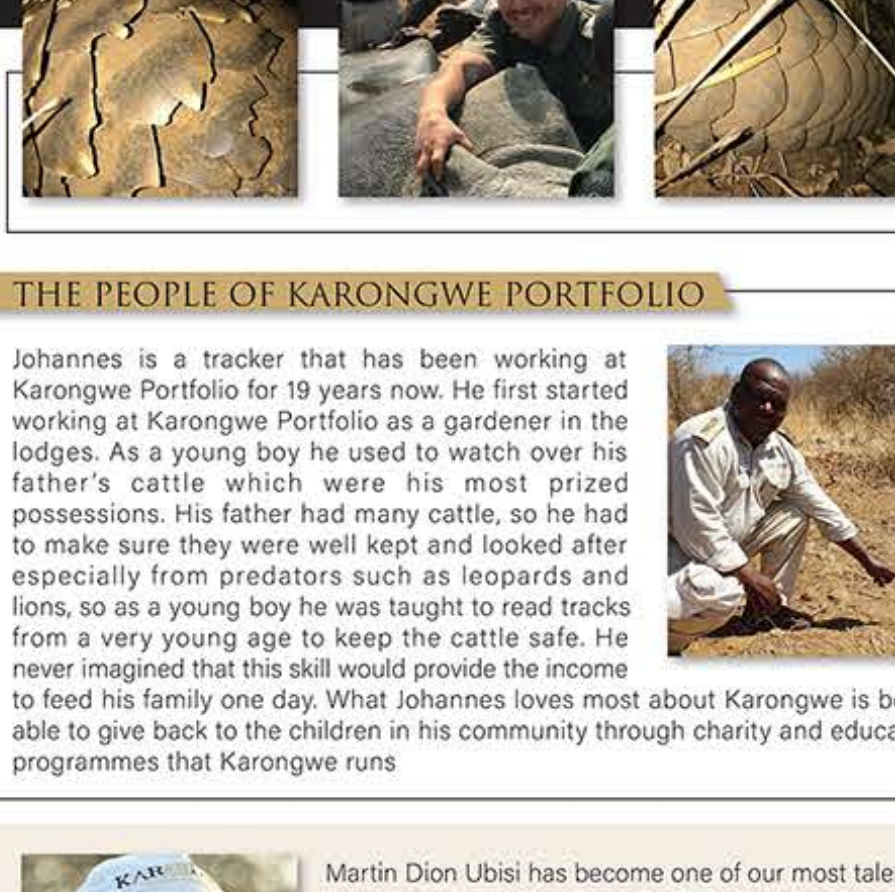 THE PEOPLE OF KARONGWE PORTFOLIO
Johannes is a tracker that has been working at
Karongwe Portfolio for 19 years now. He first started
working at Karongwe Portfolio as a gardener in the
lodges. As a young boy he used to watch over his
father's cattle which were his most prized
possessions. His father had many cattle, so he had
to make sure they were well kept and looked after
especially from predators such as leopards and
lions, so as a young boy he was taught to read tracks
from a very young age to keep the cattle safe. He
never imagined that this skill would provide the income
to feed his family one day. What Johannes loves most about Karongwe is
able to give back to the children in his community through charity and
programmes that Karongwe runs
Martin Dion Ubisi has become one of our most